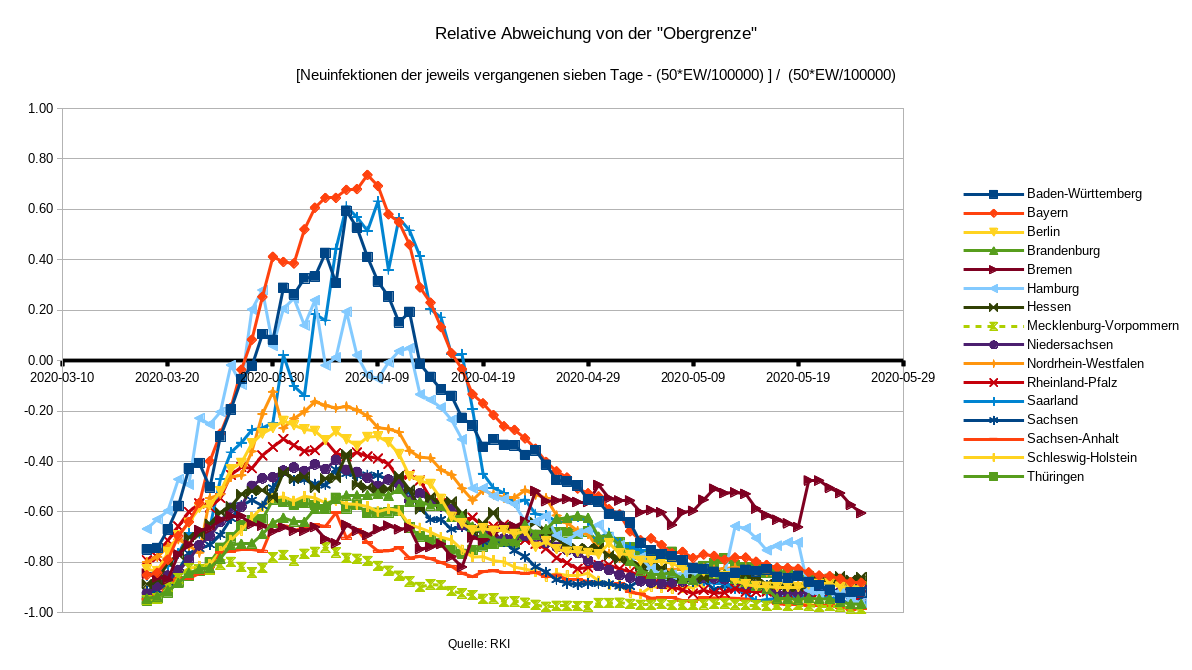 Relative Abweichung von der "Obergrenze"
[Neuinfektionen der jeweils vergangenen sieben Tage - (50*EW/100000) ] / (50*EW/100000)
1.00
0.80
0.60
0.40
0.20
0.00
2020-03-10 2020-03-20 2020-03-30 2020-04-09 2020-04-19 2020-04-29 2020-05-09 2020-05-19 2020-05-29
-0.20
-0.40
-0.60
-0.80
-1.00
Baden-Württemberg
Bayern
Berlin
Brandenburg
Bremen
Hamburg
Hessen
Mecklenburg-Vorpommern
Niedersachsen
Nordrhein-Westfalen
Rheinland-Pfalz
Saarland
Sachsen
Sachsen-Anhalt
Schleswig-Holstein
Thüringen
Quelle: RKI